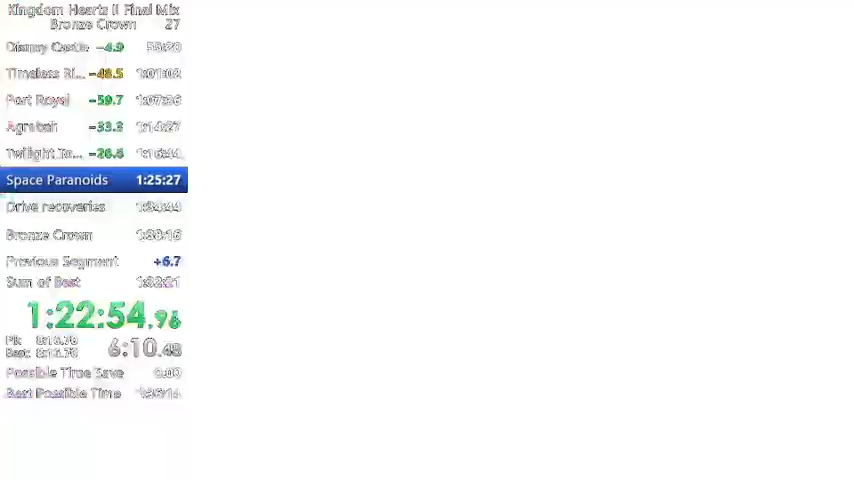 Kingdom Hearts II Final Mix
Bronze Crown 27
Disney Castle -4.9
Timeless Ri... -48.5 1:01:02
Port Royal -59.7 1:07:36
Agrabah -33.3 1:14:27
Twilight To... -26.6 1:16:44
Space Paranoids 1:25:27
Drive recoveries
Bronze Crown
Previous Segment +6.7
Sum of Best
1:22:54.96
PB:
Best:
6:10.48
Possible Time Save 0.00
Best Possible Time